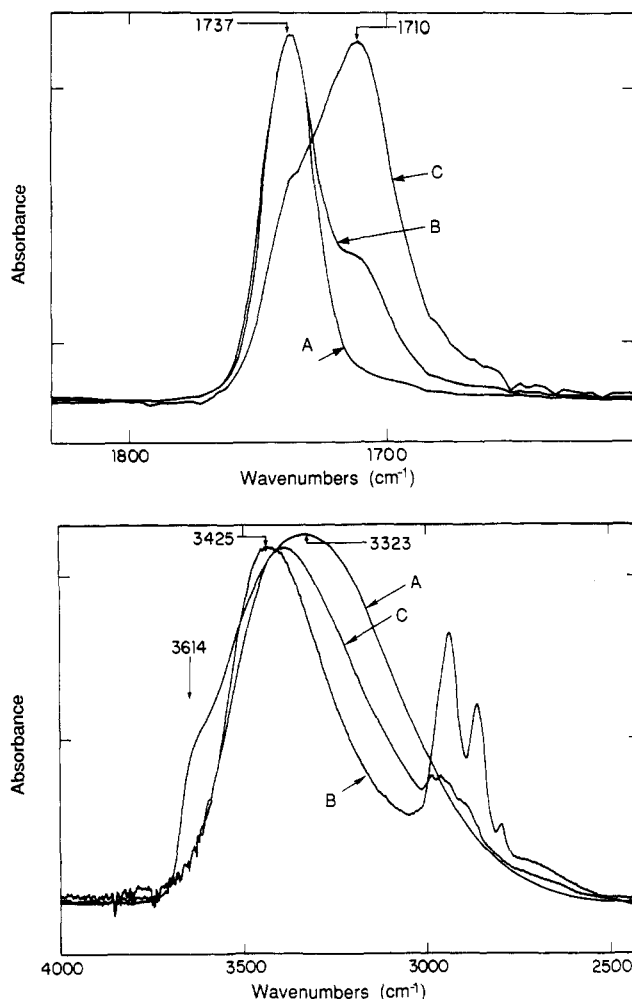 1737
1710
Absorbance
C
B
A
1800
1700
Wavenumbers (cm⁻¹)
3425
3323
3614
A
C
B
Absorbance
4000
3500
3000
2500
Wavenumbers (cm⁻¹)